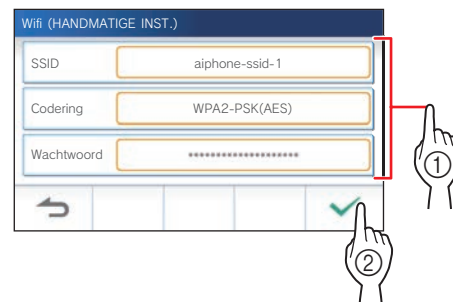 Wifi (HANDMATIGE INST.)
SSID
aiphone-ssid-1
Codering
WPA2-PSK(AES)
Wachtwoord
********************
1
2